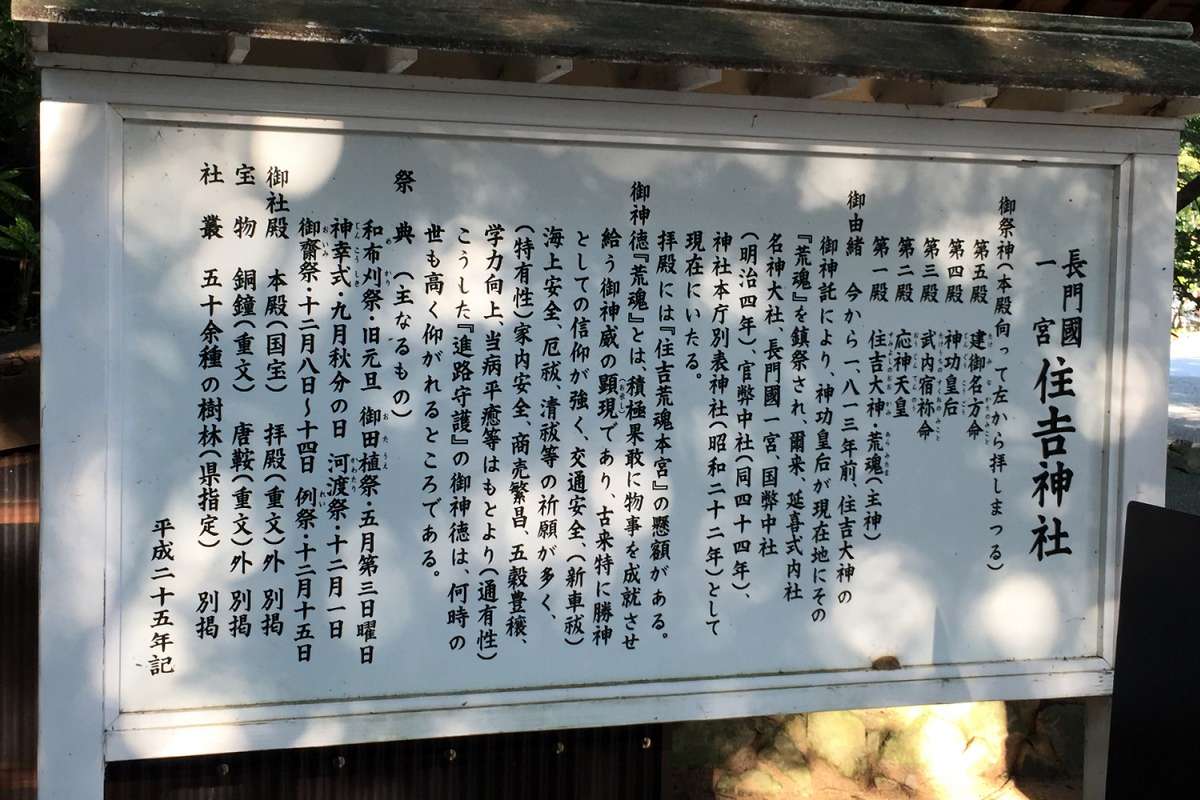 長門國
一宮 住吉神社
御祭神(本殿向って左から拝しまつる)
第五殿 建御名方命
第四殿 神功皇后
第三殿 武内宿祢命
第二殿 応神天皇
第一殿 住吉大神・荒魂(主神)
御由緒 今から一、八一三年前、住吉大神の
御神託により、神功皇后が現在地にその
『荒魂』を鎮祭され、爾来、延喜式内社
名神大社、長門國一宮、国幣中社
(明治四年)、官幣中社(同四十四年)、
神社本庁別表神社(昭和二十二年)として
現在にいたる。
拝殿には『住吉荒魂本宮』の懸額がある。
御神徳『荒魂』とは、積極果敢に物事を成就させ
給う御神威の顕現であり、古来特に勝神
としての信仰が強く、交通安全、(新車祓)
海上安全、厄祓、清祓等の祈願が多く、
(特有性)家内安全、商売繁昌、五穀豊穣、
学力向上、当病平癒等はもとより(通有性)
こうした『進路守護』の御神徳は、何時の
世も高く仰がれるところである。
祭典(主なるもの)
和布刈祭・旧元旦 御田植祭・五月第三日曜日
神幸式・九月秋分の日 河渡祭・十二月一日
御齋祭・十二月八日～十四日 例祭・十二月十五日
御社殿 本殿(国宝) 拝殿(重文)外 別掲
宝物 銅鐘(重文) 唐鞍(重文)外 別掲
社叢 五十余種の樹林(県指定) 別掲
平成二十五年記